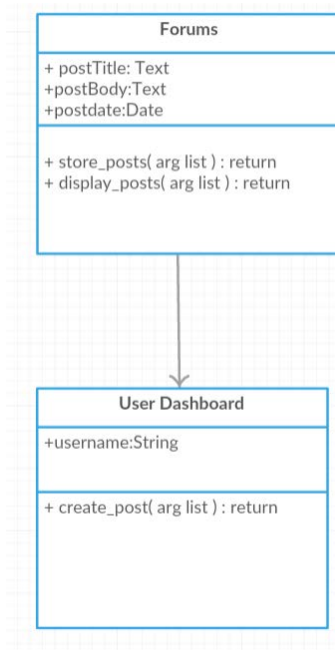 Forums
+ postTitle: Text
+postBody:Text
+postdate:Date
+ store_posts( arg list ) : return
+ display_posts( arg list ) : return
User Dashboard
+username:String
+ create_post( arg list ) : return